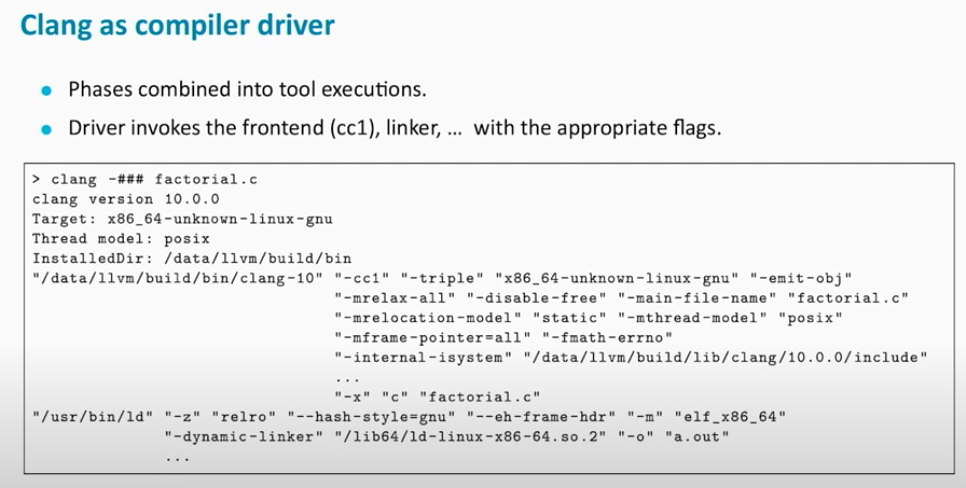 Clang as compiler driver
• Phases combined into tool executions.
• Driver invokes the frontend (cc1), linker, ... with the appropriate flags.
> clang -### factorial.c
clang version 10.0.0
Target: x86_64-unknown-linux-gnu
Thread model: posix
InstalledDir: /data/llvm/build/bin
"/data/llvm/build/bin/clang-10" "-cc1" "-triple" "x86_64-unknown-linux-gnu" "-emit-obj"
"-mrelax-all" "-disable-free" "-main-file-name" "factorial.c"
"-mrelocation-model" "static" "-mthread-model" "posix"
"-mframe-pointer=all" "-fmath-errno"
"-internal-isystem" "/data/llvm/build/lib/clang/10.0.0/include"
...
"-x" "c" "factorial.c"
"/usr/bin/ld" "-z" "relro" "--hash-style=gnu" "--eh-frame-hdr" "-m" "elf_x86_64"
"-dynamic-linker" "/lib64/ld-linux-x86-64.so.2" "-o" "a.out"
...